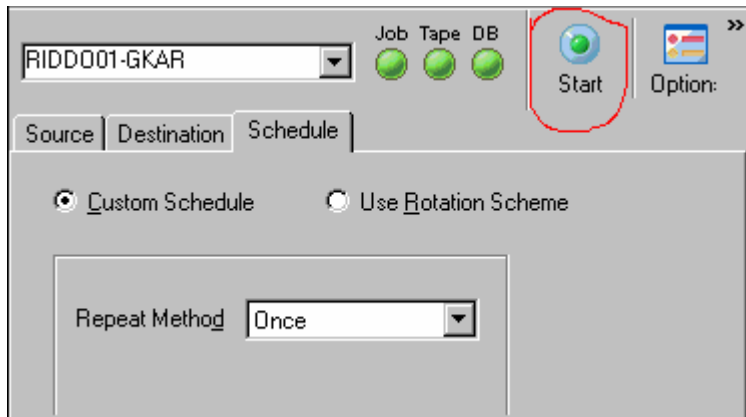 Job Tape DB
RIDDO01-GKAR
Start
Option:
Source Destination Schedule
Custom Schedule Use Rotation Scheme
Repeat Method Once